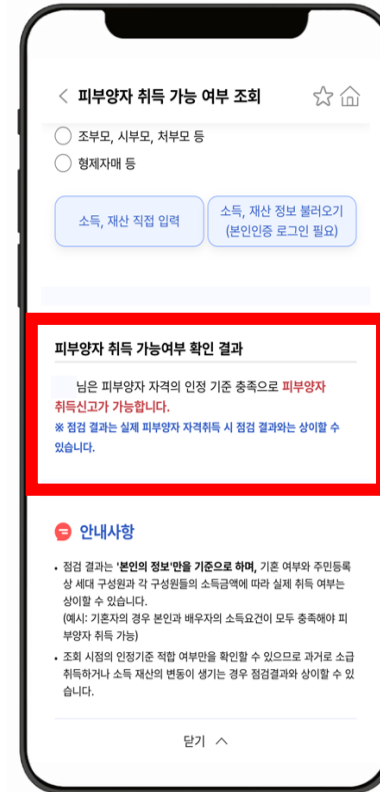 피부양자 취득 가능 여부 조회
조부모, 시부모, 처부모 등
형제자매 등
소득, 재산 직접 입력
소득, 재산 정보 불러오기
(본인인증 로그인 필요)
피부양자 취득 가능여부 확인 결과
님은 피부양자 자격의 인정 기준 충족으로 피부양자
취득신고가 가능합니다.
※ 점검 결과는 실제 피부양자 자격취득 시 점검 결과와는 상이할 수
있습니다.
안내사항
• 점검 결과는 '본인의 정보'만을 기준으로 하며, 기혼 여부와 주민등록
상 세대 구성원과 각 구성원들의 소득금액에 따라 실제 취득 여부는
상이할 수 있습니다.
(예시: 기혼자의 경우 본인과 배우자의 소득요건이 모두 충족해야 피
부양자 취득 가능)
• 조회 시점의 인정기준 적합 여부만을 확인할 수 있으므로 과거로 소급
취득하거나 소득 재산의 변동이 생기는 경우 점검결과와 상이할 수 있
습니다.
닫기